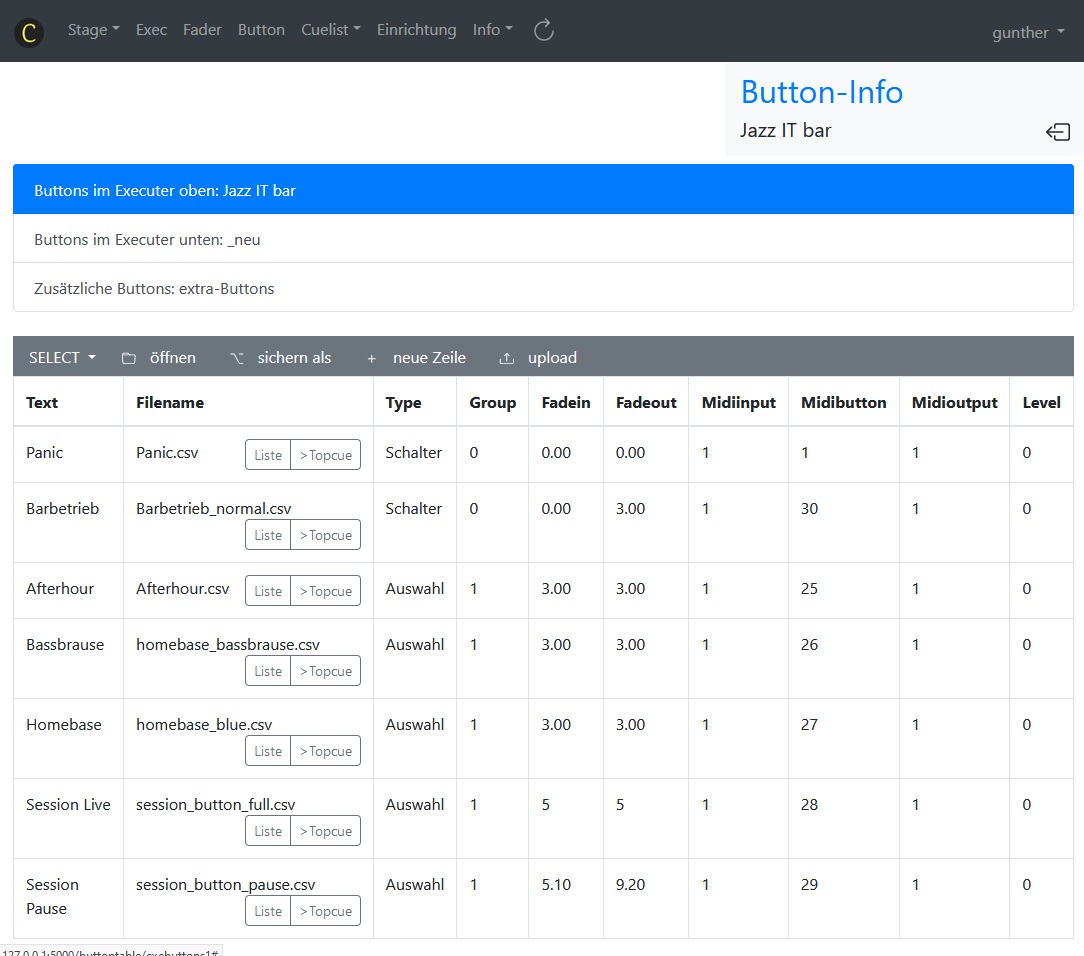 C Stage Exec Fader Button Cuelist Einrichtung Info gunther
Button-Info
Jazz IT bar
Buttons im Executer oben: Jazz IT bar
Buttons im Executer unten: _neu
Zusätzliche Buttons: extra-Buttons
SELECT öffnen sichern als + neue Zeile upload
Text Filename Type Group Fadein Fadeout Midiinput Midibutton Midioutput Level
Panic Panic.csv Liste >Topcue Schalter 0 0.00 0.00 1 1 1 0
Barbetrieb Barbetrieb_normal.csv Schalter 0 0.00 3.00 1 30 1 0
Liste >Topcue
Afterhour Afterhour.csv Liste >Topcue Auswahl 1 3.00 3.00 1 25 1 0
Bassbrause homebase_bassbrause.csv Auswahl 1 3.00 3.00 1 26 1 0
Liste >Topcue
Homebase homebase_blue.csv Auswahl 1 3.00 3.00 1 27 1 0
Liste >Topcue
Session Live session_button_full.csv Auswahl 1 5 5 1 28 1 0
Liste >Topcue
Session session_button_pause.csv Auswahl 1 5.10 9.20 1 29 1 0
Pause Liste >Topcue
127.0.0.1:5000/buttontable/exebuttons1#